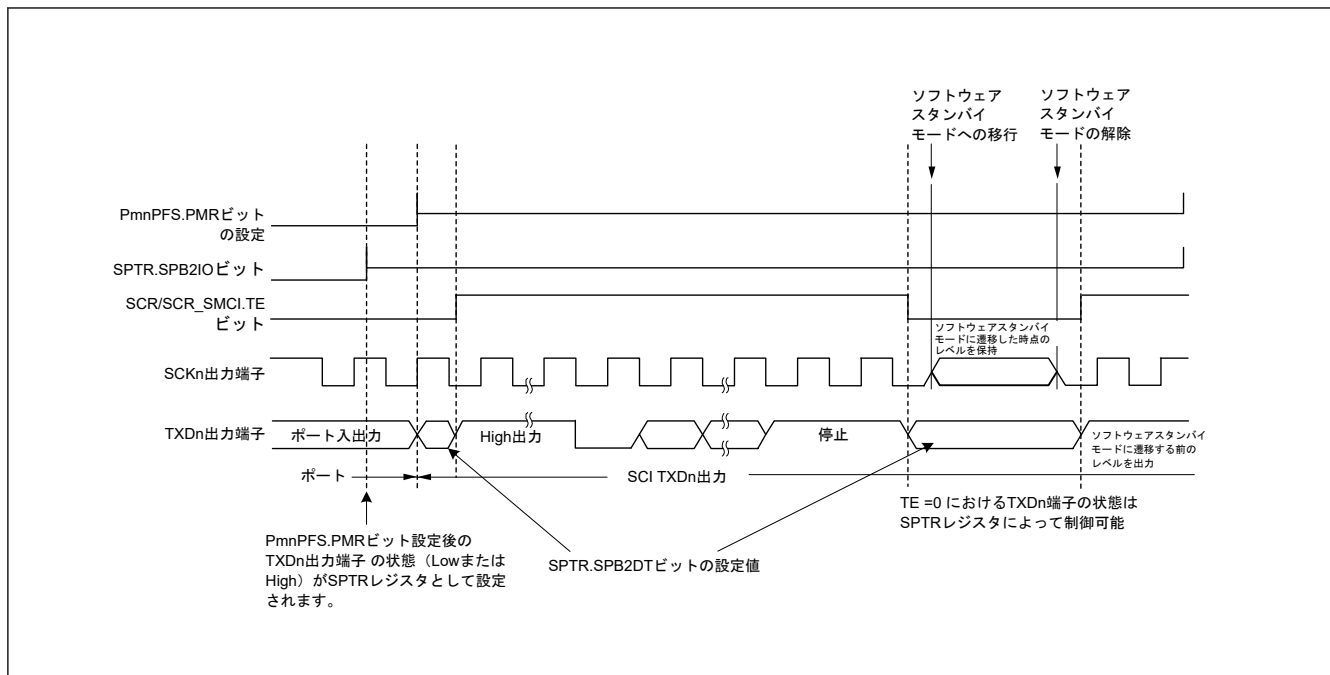 ソフトウェア
スタンバイ
モードへの移行
ソフトウェア
スタンバイ
モードの解除
PmnPFS.PMRビット
の設定
SPTR.SPB2IOビット
SCR/SCR_SMCI.TE
ビット
ソフトウェアスタンバイ
モードに遷移した時点の
レベルを保持
SCKn出力端子
TXDn出力端子
ポート入出力
High出力
停止
ソフトウェアスタンバイ
モードに遷移する前の
レベルを出力
ポート
SCI TXDn出力
TE =0 におけるTXDn端子の状態は
SPTRレジスタによって制御可能
PmnPFS.PMRビット設定後の
TXDn出力端子 の状態（Lowまたは
High）がSPTRレジスタとして設定
されます。
SPTR.SPB2DTビットの設定値